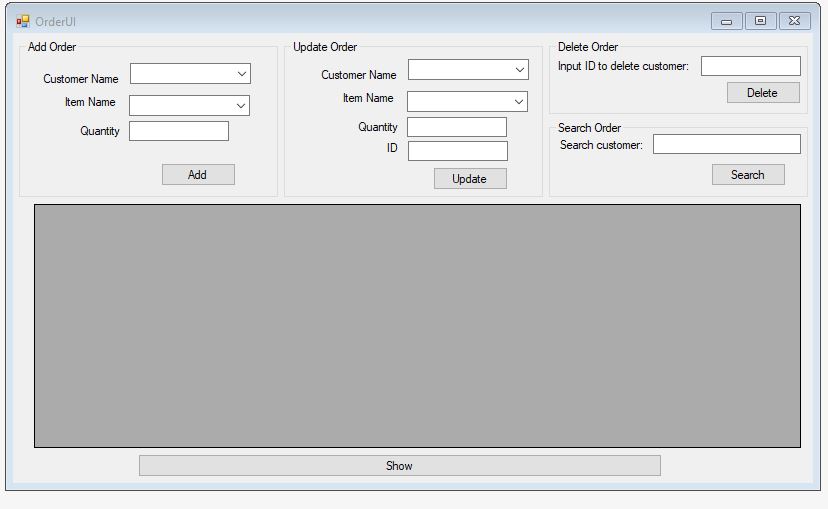 OrderUI
Add Order
Customer Name
Item Name
Quantity
Add
Update Order
Customer Name
Item Name
Quantity
ID
Update
Delete Order
Input ID to delete customer:
Delete
Search Order
Search customer:
Search
Show